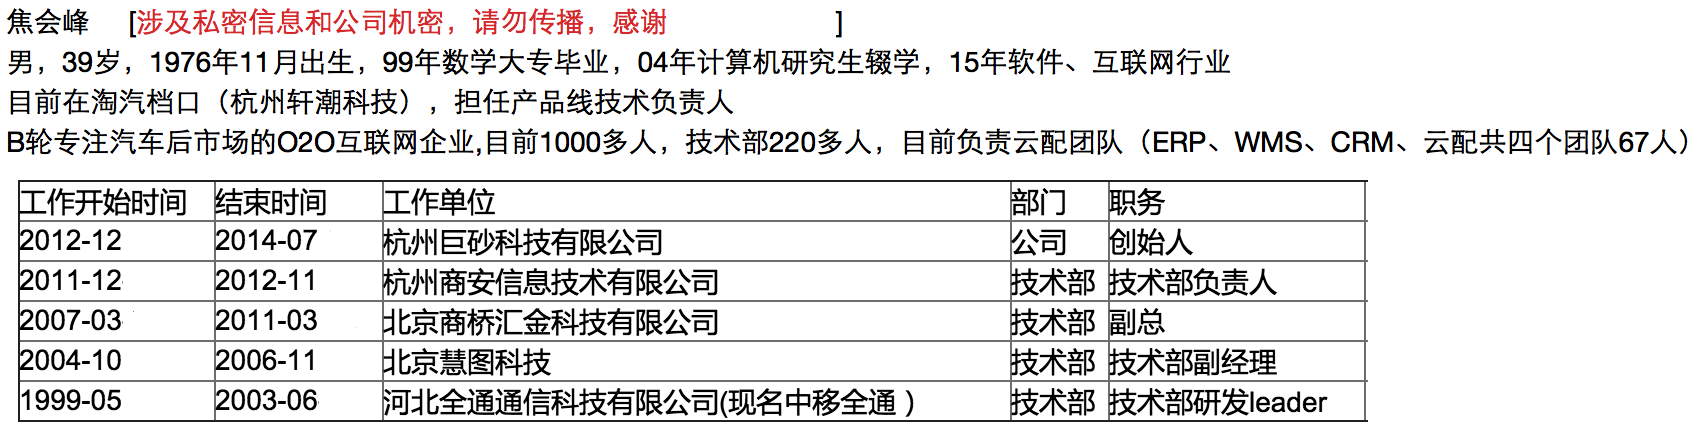 焦会峰 [涉及私密信息和公司机密，请勿传播，感谢 ]
男，39岁，1976年11月出生，99年数学大专毕业，04年计算机研究生辍学，15年软件、互联网行业
目前在淘汽档口（杭州轩潮科技），担任产品线技术负责人
B轮专注汽车后市场的O2O互联网企业,目前1000多人，技术部220多人，目前负责云配团队（ERP、WMS、CRM、云配共四个团队67人）
工作开始时间 结束时间 工作单位 部门 职务
2012-12 2014-07 杭州巨砂科技有限公司 公司 创始人
2011-12 2012-11 杭州商安信息技术有限公司 技术部 技术部负责人
2007-03 2011-03 北京商桥汇金科技有限公司 技术部 副总
2004-10 2006-11 北京慧图科技 技术部 技术部副经理
1999-05 2003-06 河北全通通信科技有限公司(现名中移全通 ) 技术部 技术部研发leader